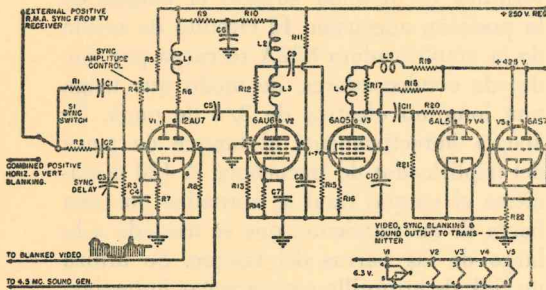 EXTERNAL POSITIVE
R.M.A. SYNC FROM TV
RECEIVER
SYNC
AMPLITUDE
CONTROL
R4
R5
L1
R6
R9
R10
C6
L2
R11
C9
L3
R12
L5
R19
R18
L4
R17
+250 V. REG
+425 V.
R1
C1
S1
SYNC
SWITCH
R2
C2
V1
12AU7
C5
6AU6
V2
6AQ5
V3
C11
R20
6AL5
V4
V5
6AS7
COMBINED POSITIVE
HORIZ. & VERT
BLANKING.
C3
SYNC
DELAY
R3
C4
R7
R8
R13
R14
C7
C8
R15
R16
C10
R21
R22
VIDEO, SYNC, BLANKING &
SOUND OUTPUT TO TRANS-
MITTER
TO BLANKED VIDEO
TO 4.5 MC. SOUND GEN.
6.3 V.
V1
V2
V3
V4
V5